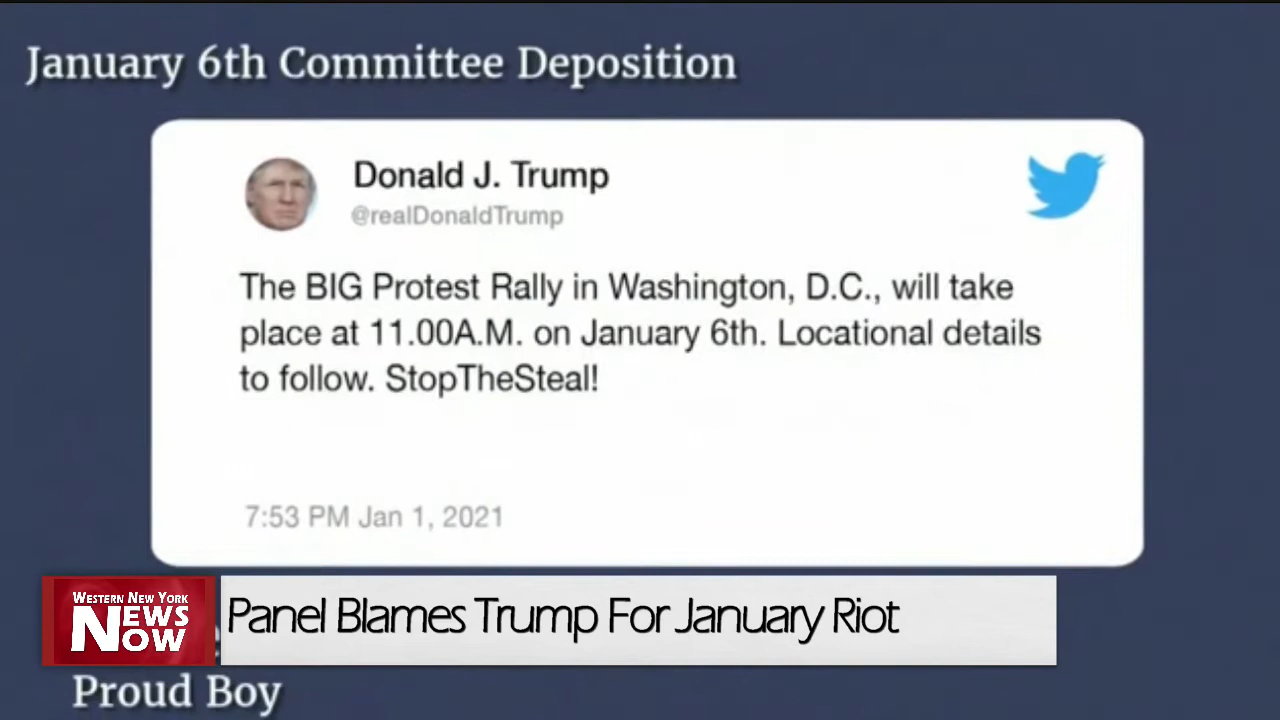 January 6th Committee Deposition
Donald J. Trump
@realDonaldTrump
The BIG Protest Rally in Washington, D.C., will take
place at 11.00A.M. on January 6th. Locational details
to follow. StopTheSteal!
7:53 PM Jan 1, 2021
WESTERN NEW YORK
NEWS
NOW
Panel Blames Trump For January Riot
Proud Boy